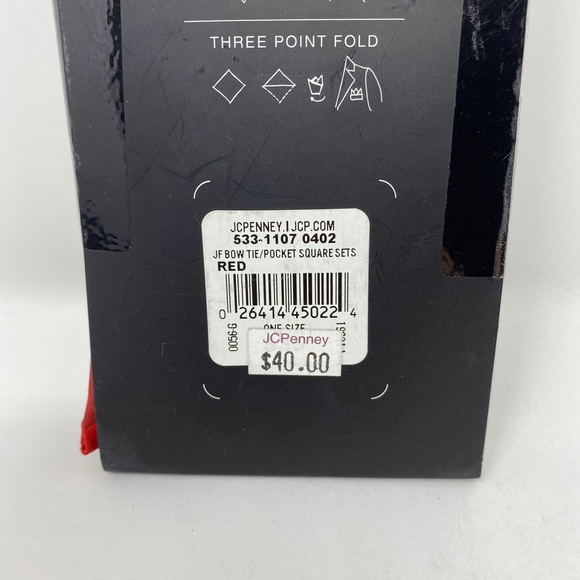 THREE POINT FOLD
JCPENNEY.|JCP.COM
533-1107 0402
JF BOW TIE/POCKET SQUARE SETS
RED
0 26414 45022 4
0056-G
ONE SIZE
JCPenney
$40.00